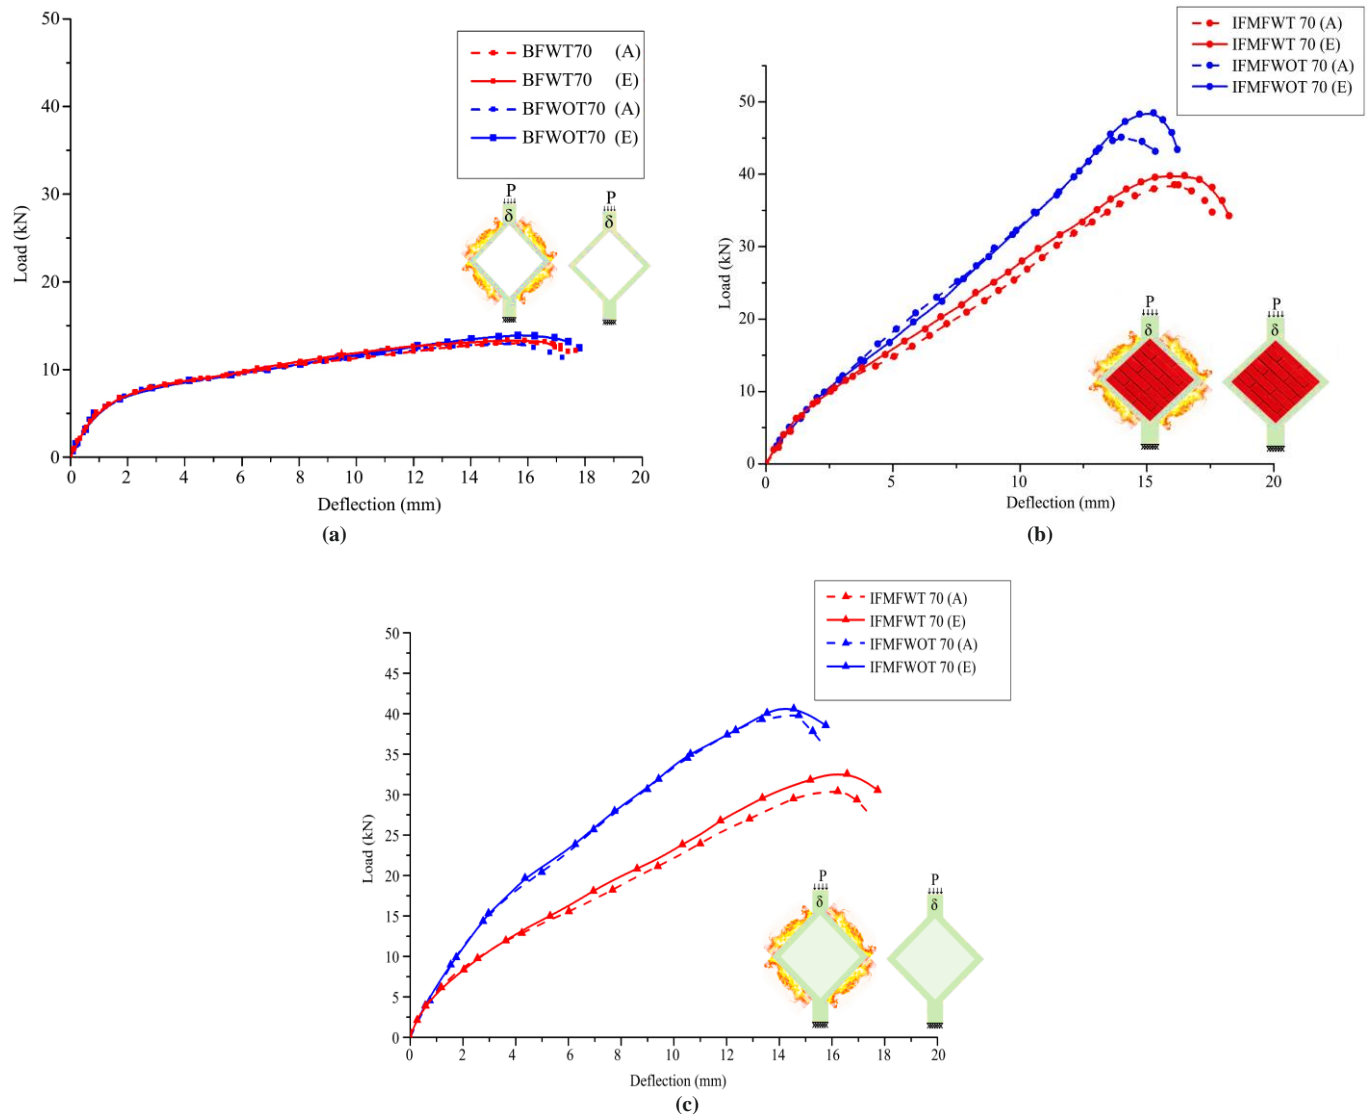 50
40
30
20
10
0
Load (kN)
0 2 4 6 8 10 12 14 16 18 20
Deflection (mm)
BFWT70 (A)
BFWT70 (E)
BFWOT70 (A)
BFWOT70 (E)
P
δ
P
δ
(a)
50
40
30
20
10
0
Load (kN)
0 5 10 15 20
Deflection (mm)
IFMFWT 70 (A)
IFMFWT 70 (E)
IFMFWOT 70 (A)
IFMFWOT 70 (E)
P
δ
P
δ
(b)
50
45
40
35
30
25
20
15
10
5
0
Load (kN)
0 2 4 6 8 10 12 14 16 18 20
Deflection (mm)
IFMFWT 70 (A)
IFMFWT 70 (E)
IFMFWOT 70 (A)
IFMFWOT 70 (E)
P
δ
P
δ
(c)